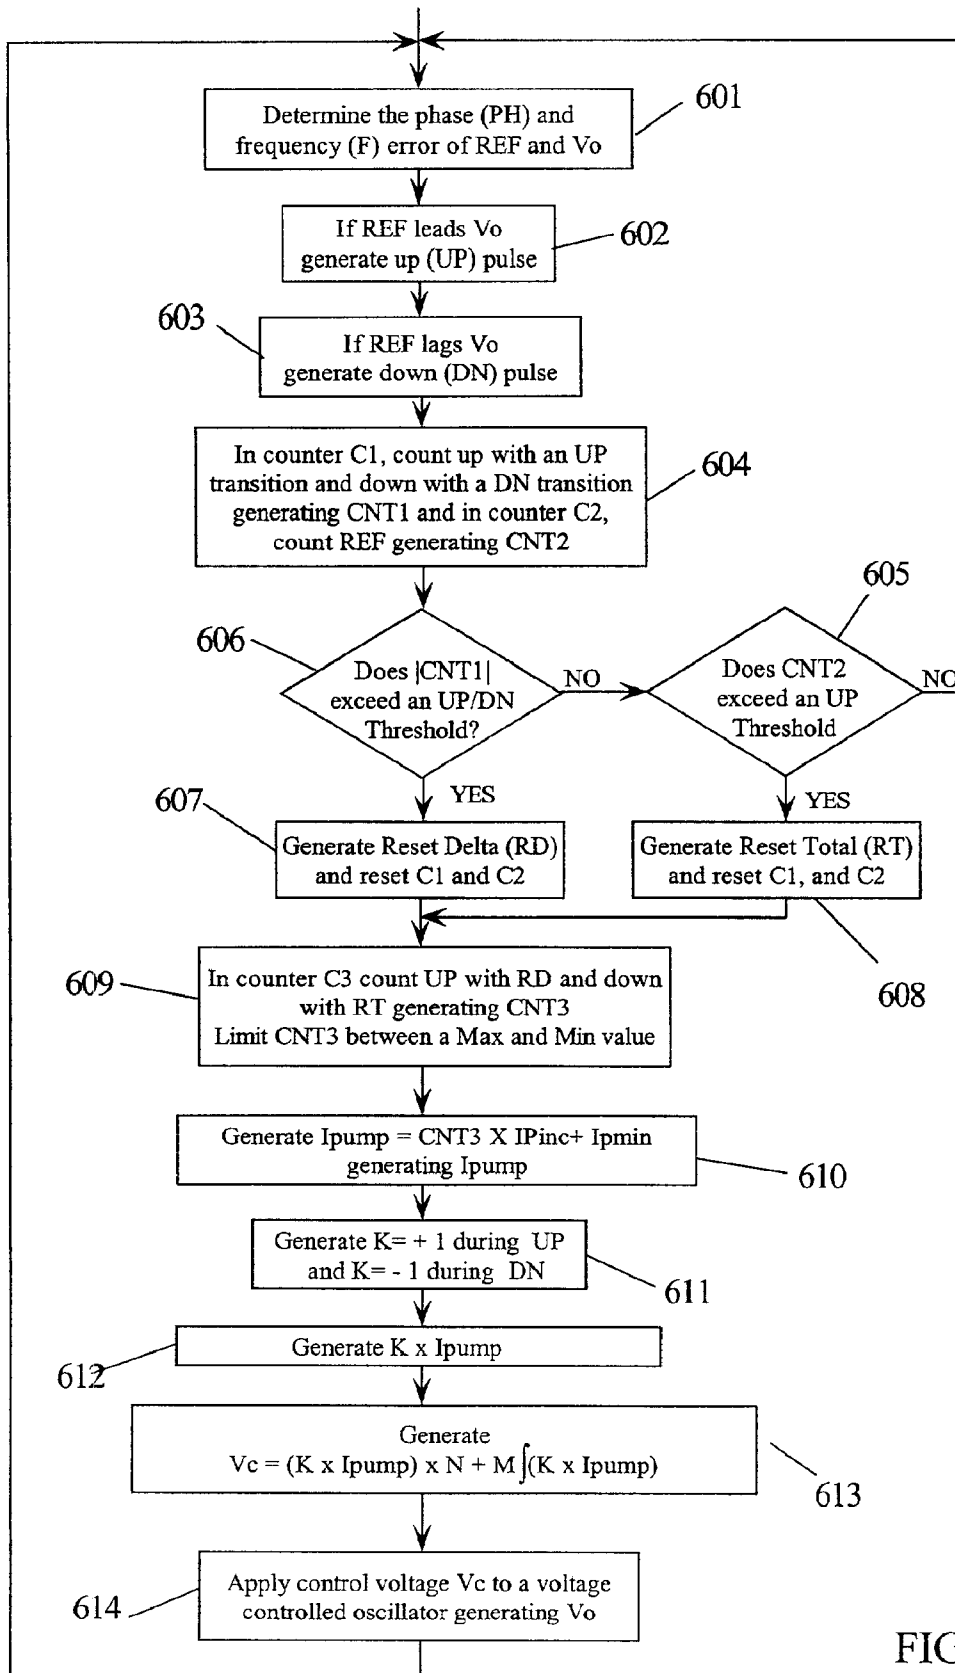 Determine the phase (PH) and
frequency (F) error of REF and Vo
601
If REF leads Vo
generate up (UP) pulse
602
603
If REF lags Vo
generate down (DN) pulse
In counter C1, count up with an UP
transition and down with a DN transition
generating CNT1 and in counter C2,
count REF generating CNT2
604
605
606
Does |CNT1|
exceed an UP/DN
Threshold?
NO
Does CNT2
exceed an UP
Threshold
NO
YES
YES
607
Generate Reset Delta (RD)
and reset C1 and C2
Generate Reset Total (RT)
and reset C1, and C2
608
609
In counter C3 count UP with RD and down
with RT generating CNT3
Limit CNT3 between a Max and Min value
Generate Ipump = CNT3 X IPinc+ Ipmin
generating Ipump
610
Generate K= + 1 during UP
and K= - 1 during DN
611
Generate K x Ipump
612
Generate
Vc = (K x Ipump) x N + M∫(K x Ipump)
613
Apply control voltage Vc to a voltage
controlled oscillator generating Vo
614
FIG